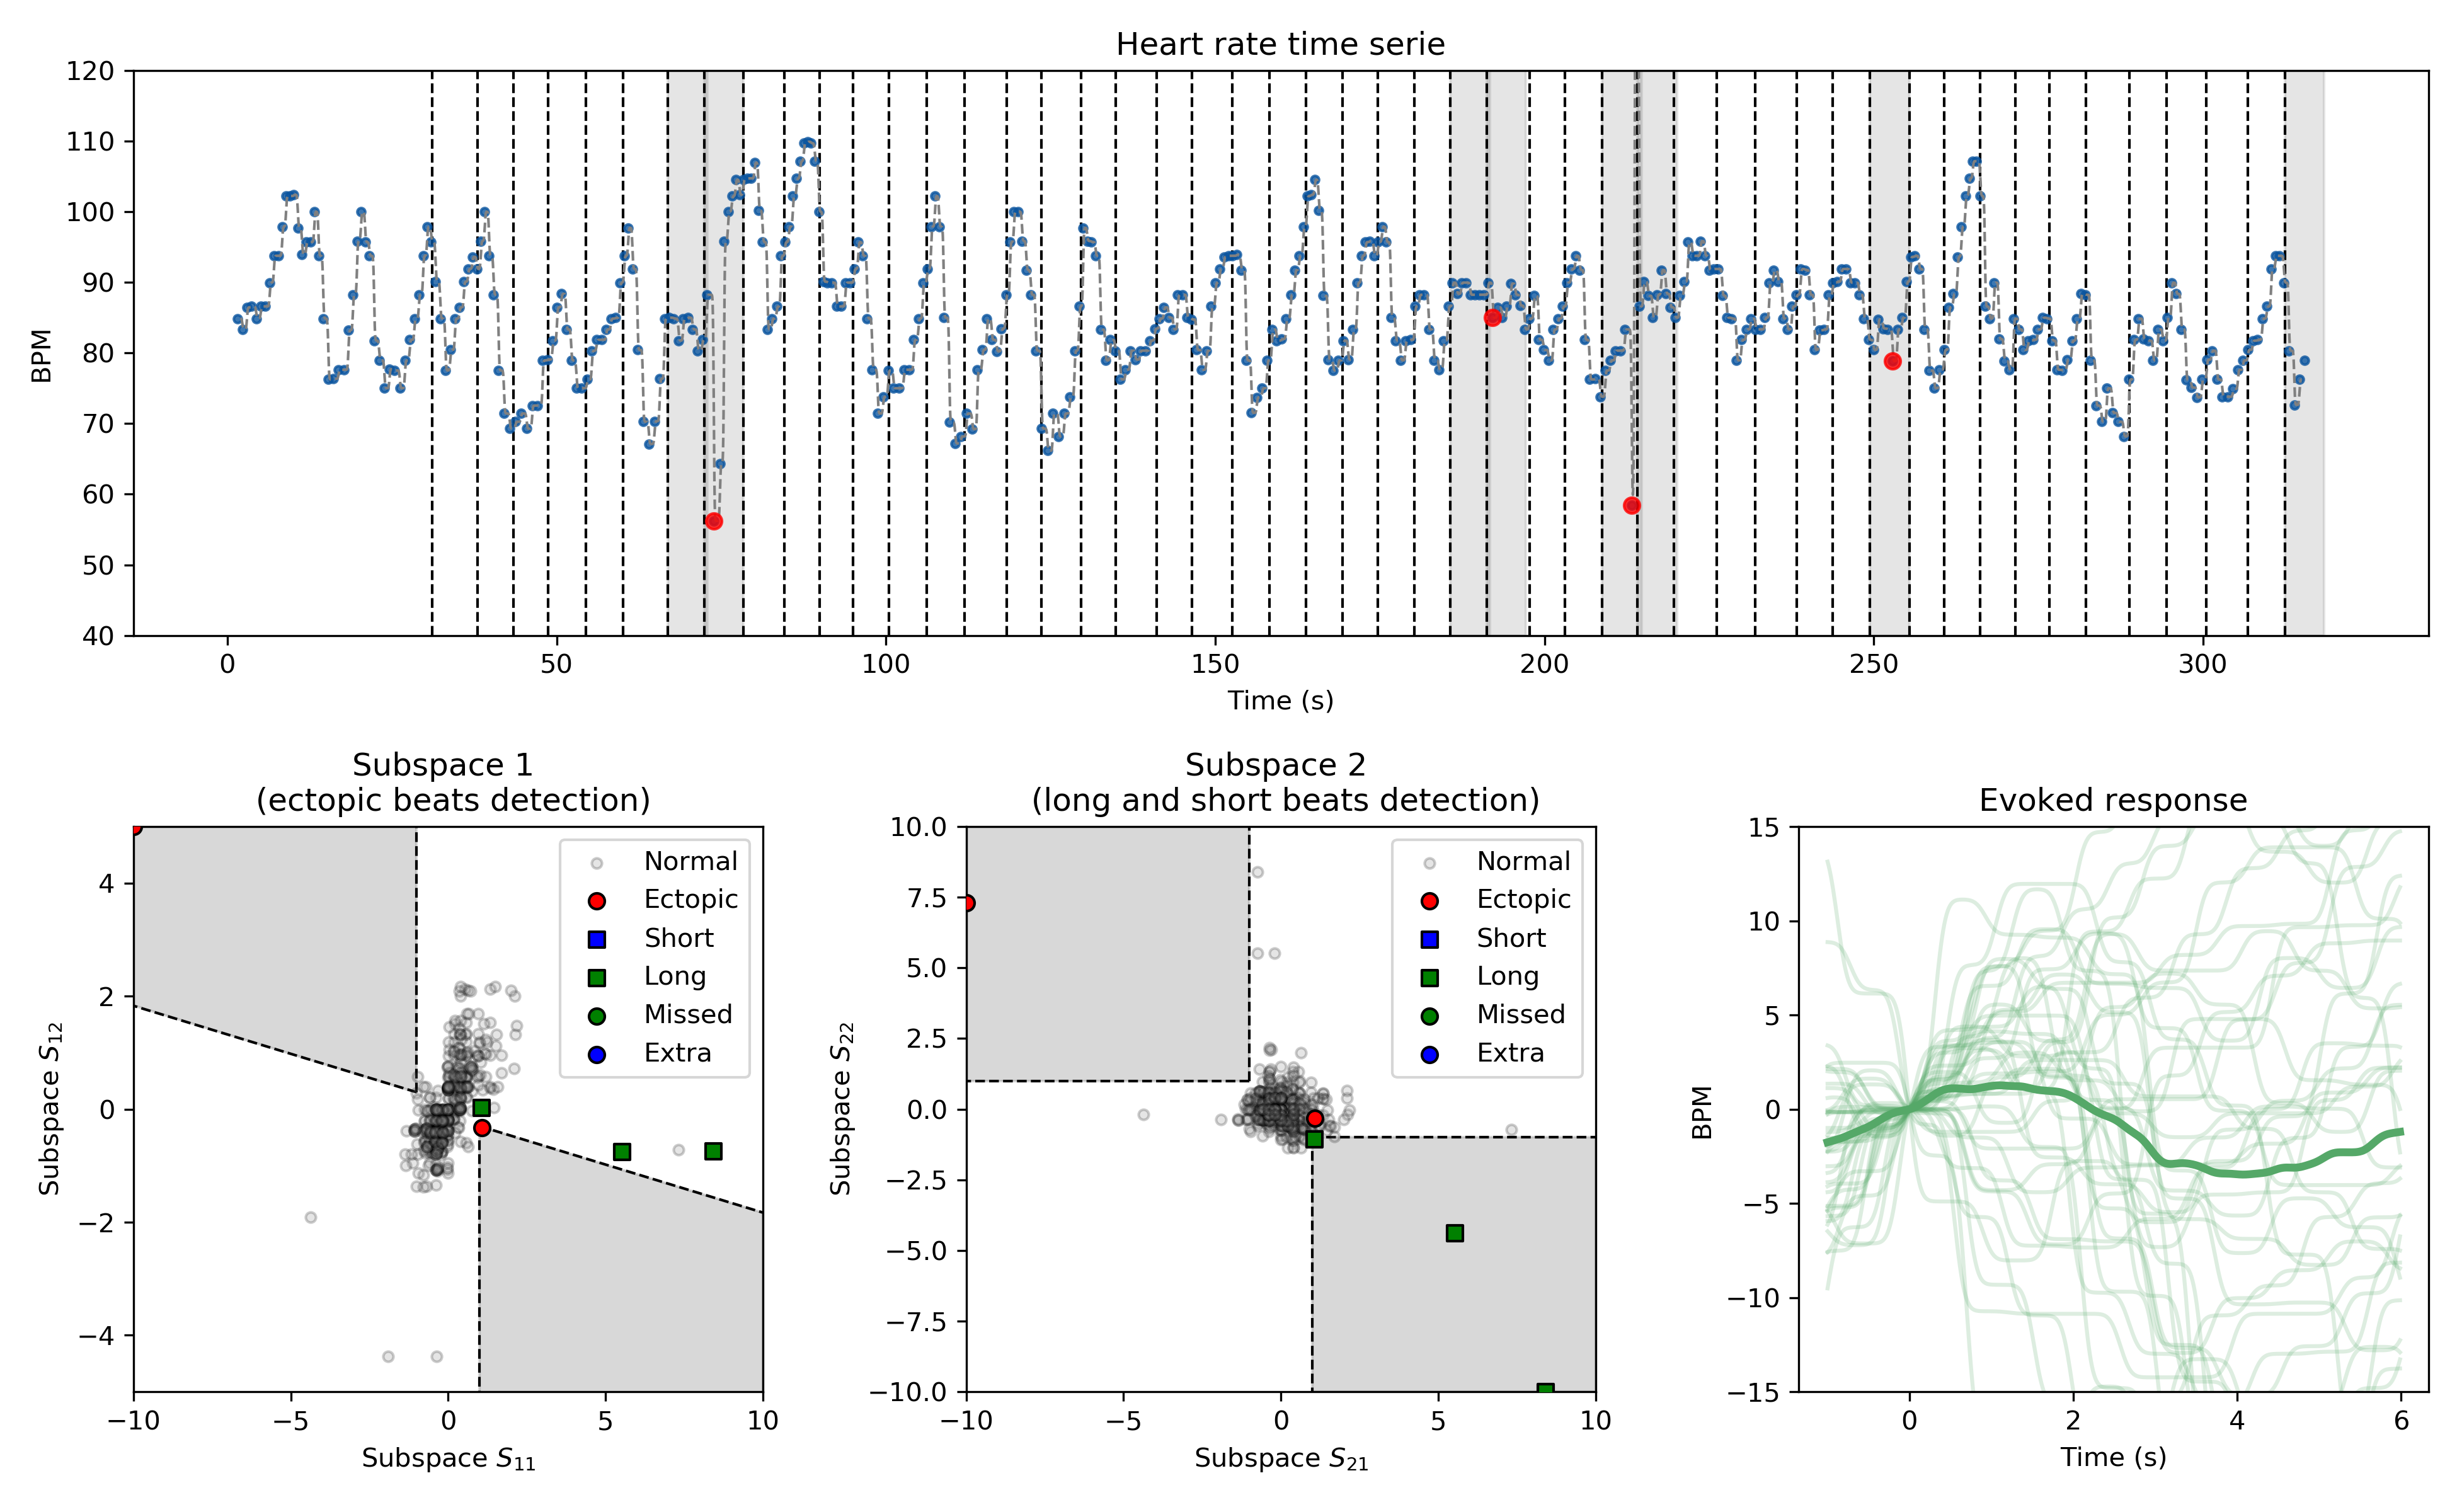 Heart rate time serie
120
110
100
90
80
70
60
50
40
BPM
0 50 100 150 200 250 300
Time (s)
Subspace 1
(ectopic beats detection)
4
2
0
−2
−4
Subspace S₁₂
Normal
Ectopic
Short
Long
Missed
Extra
−10 −5 0 5 10
Subspace S₁₁
Subspace 2
(long and short beats detection)
10.0
7.5
5.0
2.5
0.0
−2.5
−5.0
−7.5
−10.0
Subspace S₂₂
Normal
Ectopic
Short
Long
Missed
Extra
−10 −5 0 5 10
Subspace S₂₁
Evoked response
15
10
5
0
−5
−10
−15
BPM
0 2 4 6
Time (s)